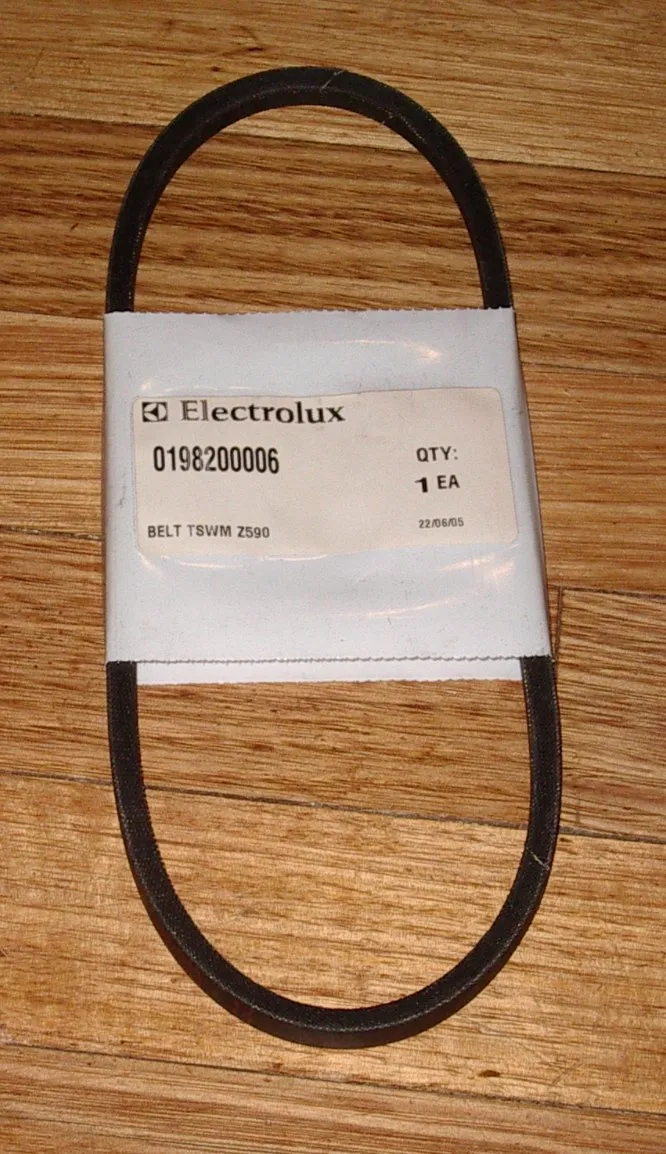 Electrolux
0198200006
QTY:
1 EA
BELT TSWM Z590
22/06/05